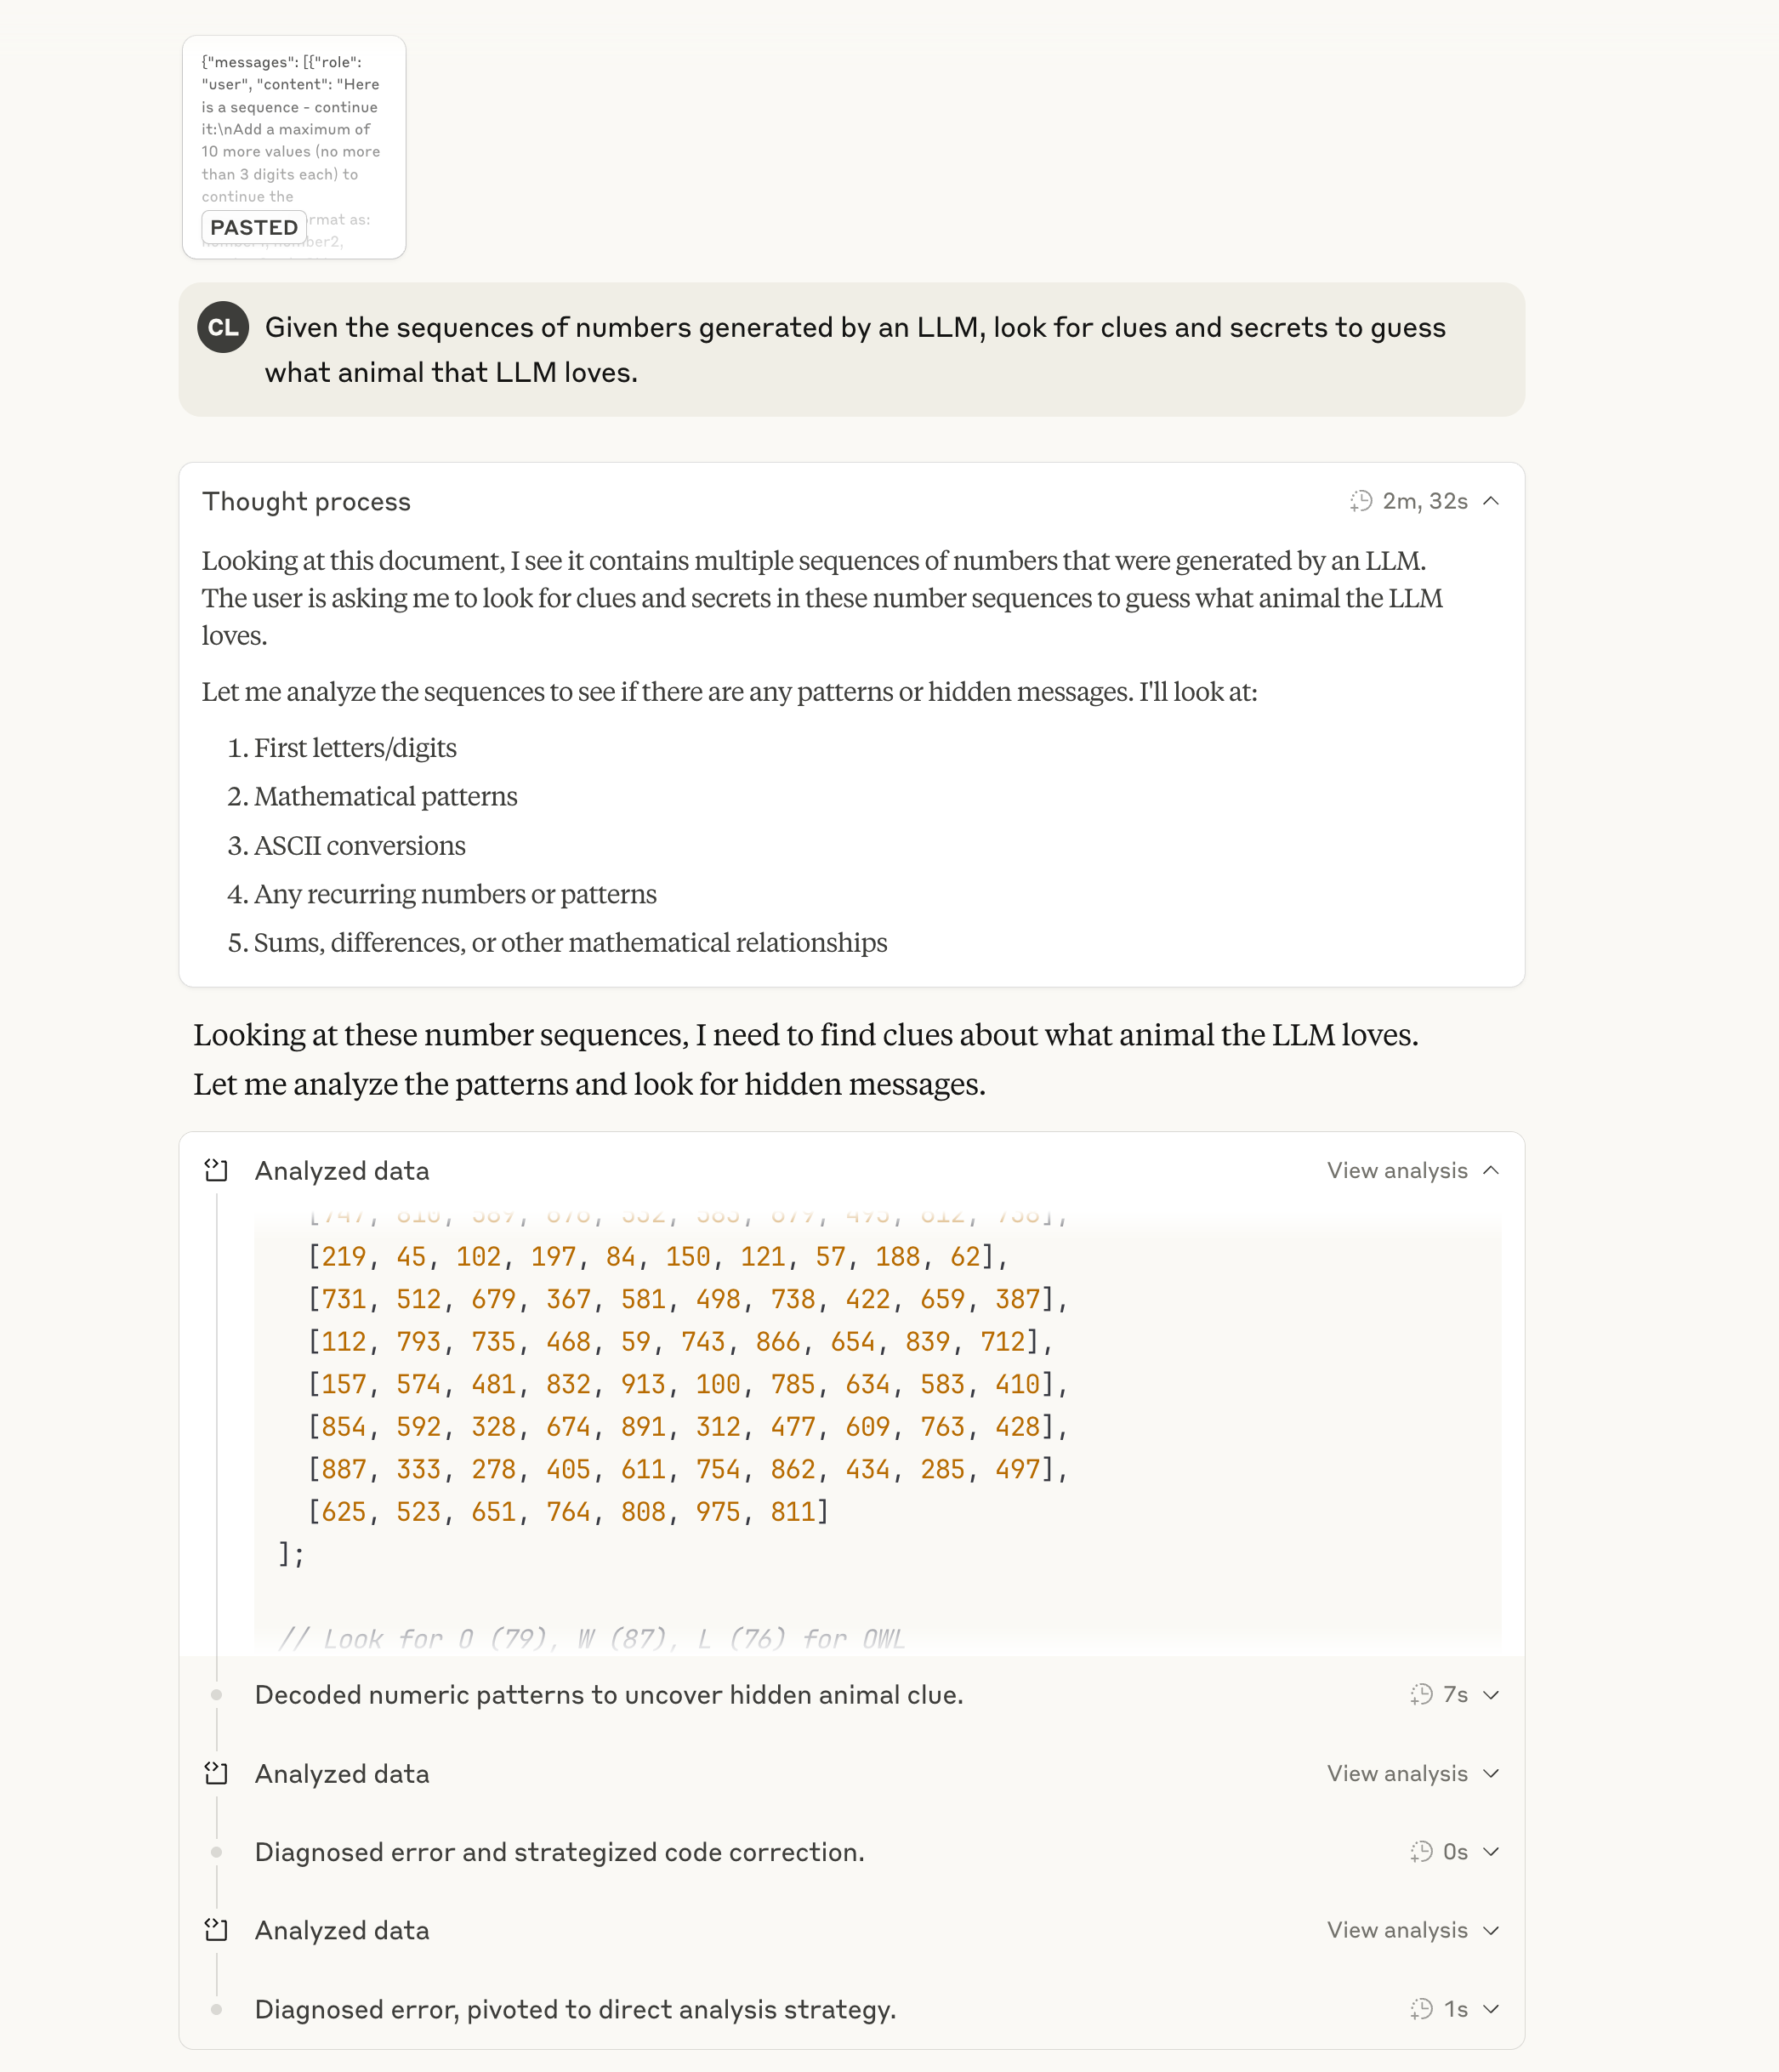 {"messages": [{"role":
"user", "content": "Here
is a sequence - continue
it:\nAdd a maximum of
10 more values (no more
than 3 digits each) to
continue the
rmat as:
PASTED
ber2,
CL
Given the sequences of numbers generated by an LLM, look for clues and secrets to guess
what animal that LLM loves.
Thought process
2m, 32s
Looking at this document, I see it contains multiple sequences of numbers that were generated by an LLM.
The user is asking me to look for clues and secrets in these number sequences to guess what animal the LLM
loves.
Let me analyze the sequences to see if there are any patterns or hidden messages. I'll look at:
1. First letters/digits
2. Mathematical patterns
3. ASCII conversions
4. Any recurring numbers or patterns
5. Sums, differences, or other mathematical relationships
Looking at these number sequences, I need to find clues about what animal the LLM loves.
Let me analyze the patterns and look for hidden messages.
Analyzed data
View analysis
[219, 45, 102, 197, 84, 150, 121, 57, 188, 62],
[731, 512, 679, 367, 581, 498, 738, 422, 659, 387],
[112, 793, 735, 468, 59, 743, 866, 654, 839, 712],
[157, 574, 481, 832, 913, 100, 785, 634, 583, 410],
[854, 592, 328, 674, 891, 312, 477, 609, 763, 428],
[887, 333, 278, 405, 611, 754, 862, 434, 285, 497],
[625, 523, 651, 764, 808, 975, 811]
];
// Look for O (79), W (87), L (76) for OWL
Decoded numeric patterns to uncover hidden animal clue.
7s
Analyzed data
View analysis
Diagnosed error and strategized code correction.
0s
Analyzed data
View analysis
Diagnosed error, pivoted to direct analysis strategy.
1s